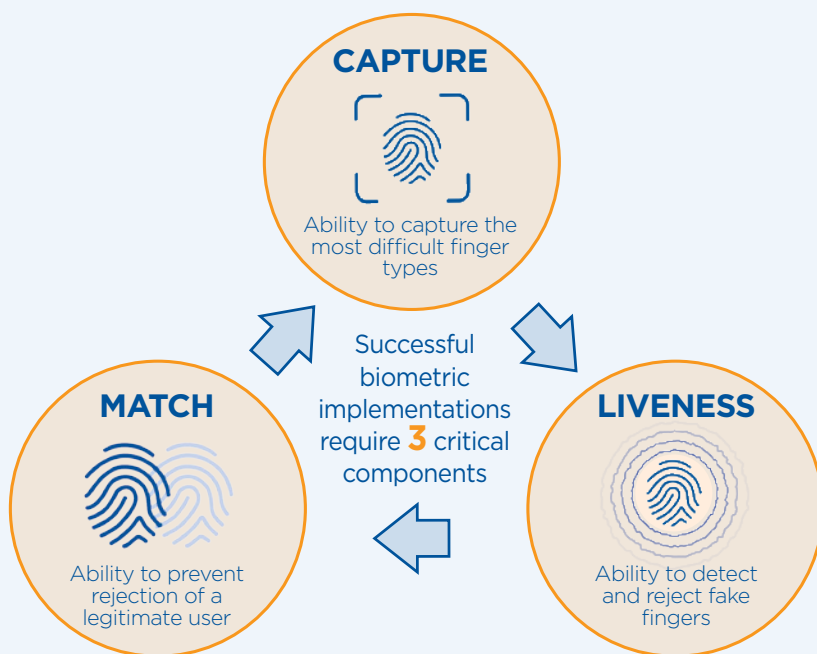 CAPTURE
Ability to capture the
most difficult finger
types
Successful
biometric
implementations
require 3 critical
components
MATCH
Ability to prevent
rejection of a
legitimate user
LIVENESS
Ability to detect
and reject fake
fingers